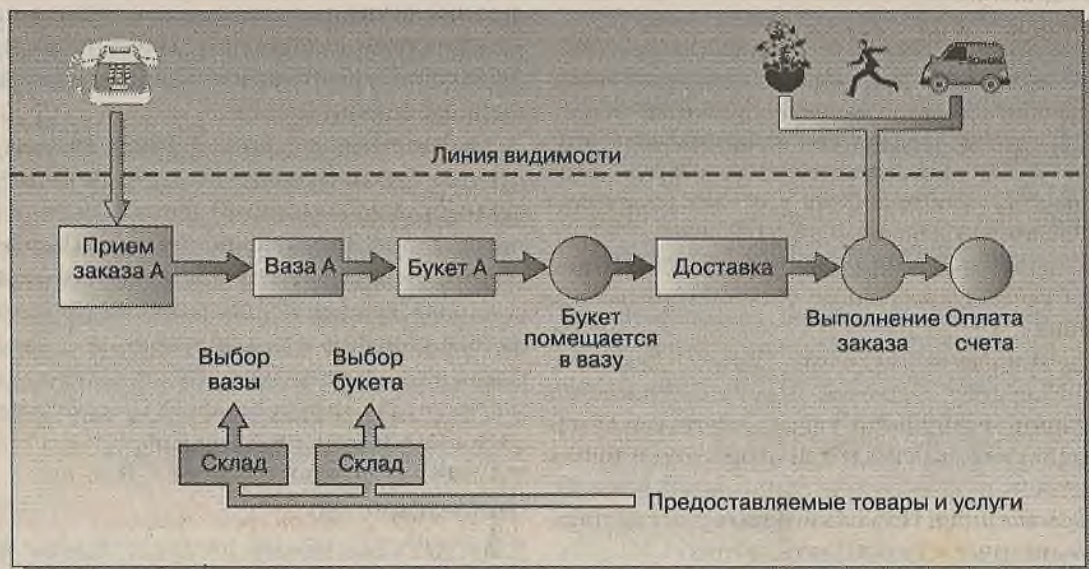 Линия видимости
Прием
заказа А
Ваза А
Букет А
Доставка
Букет
помещается
в вазу
Выполнение
заказа
Оплата
счета
Выбор
вазы
Выбор
букета
Склад
Склад
Предоставляемые товары и услуги